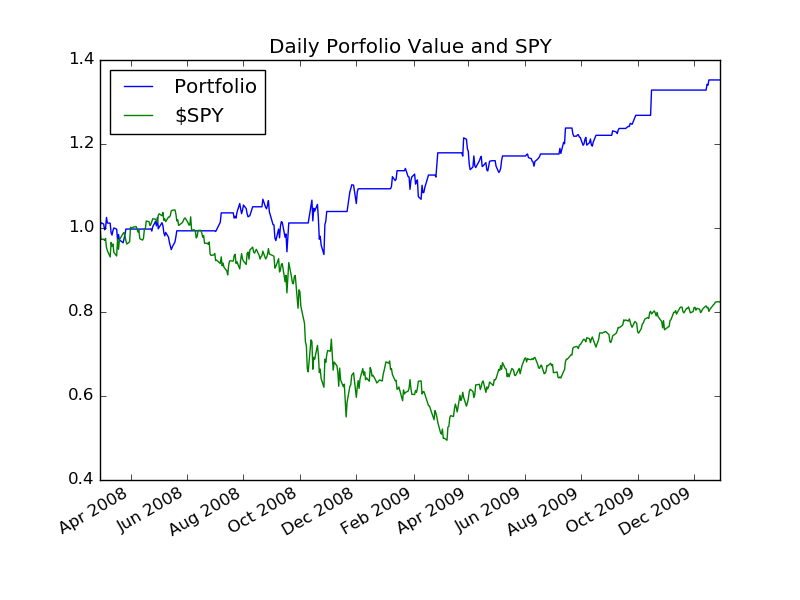 Daily Porfolio Value and SPY
1.4
1.2
1.0
0.8
0.6
0.4
Portfolio
$SPY
Apr 2008
Jun 2008
Aug 2008
Oct 2008
Dec 2008
Feb 2009
Apr 2009
Jun 2009
Aug 2009
Oct 2009
Dec 2009